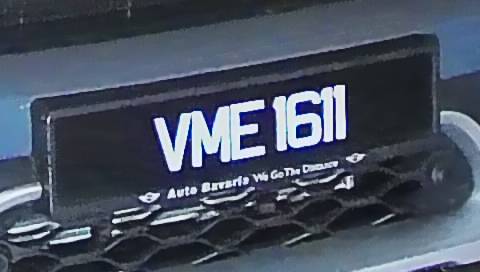 VME 1611
Auto Bavaria We Go The Distance